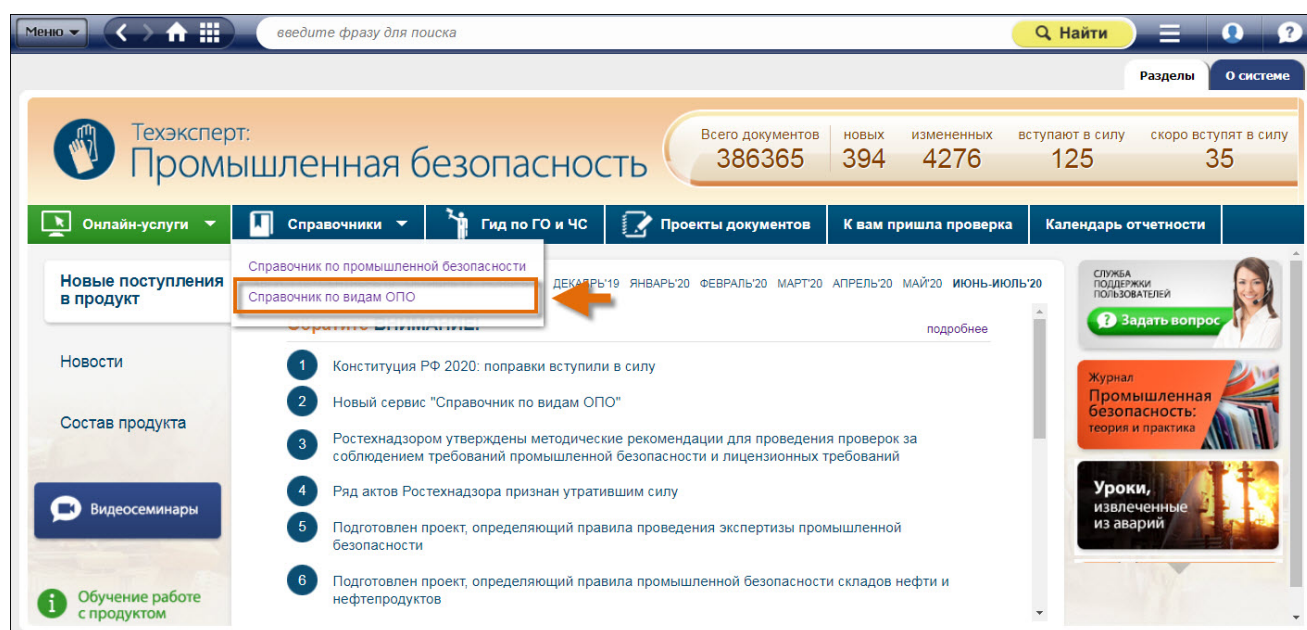 Меню
введите фразу для поиска
Найти
?
Разделы
О системе
Техэксперт:
Промышленная безопасность
Всего документов
386365
новых
394
измененных
4276
вступают в силу
125
скоро вступят в силу
35
Онлайн-услуги
Справочники
Гид по ГО и ЧС
Проекты документов
К вам пришла проверка
Календарь отчетности
Справочник по промышленной безопасности
Справочник по видам ОПО
Новые поступления
в продукт
Новости
Состав продукта
Видеосеминары
Обучение работе
с продуктом
ДЕКАБРЬ'19 ЯНВАРЬ'20 ФЕВРАЛЬ'20 МАРТ'20 АПРЕЛЬ'20 МАЙ'20 ИЮНЬ-ИЮЛЬ'20
Обратите ВНИМАНИЕ!
подробнее
1 Конституция РФ 2020: поправки вступили в силу
2 Новый сервис "Справочник по видам ОПО"
3 Ростехнадзором утверждены методические рекомендации для проведения проверок за
соблюдением требований промышленной безопасности и лицензионных требований
4 Ряд актов Ростехнадзора признан утратившим силу
5 Подготовлен проект, определяющий правила проведения экспертизы промышленной
безопасности
6 Подготовлен проект, определяющий правила промышленной безопасности складов нефти и
нефтепродуктов
СЛУЖБА
ПОДДЕРЖКИ
ПОЛЬЗОВАТЕЛЕЙ
? Задать вопрос
Журнал
Промышленная
безопасность:
теория и практика
Уроки,
извлеченные
из аварий